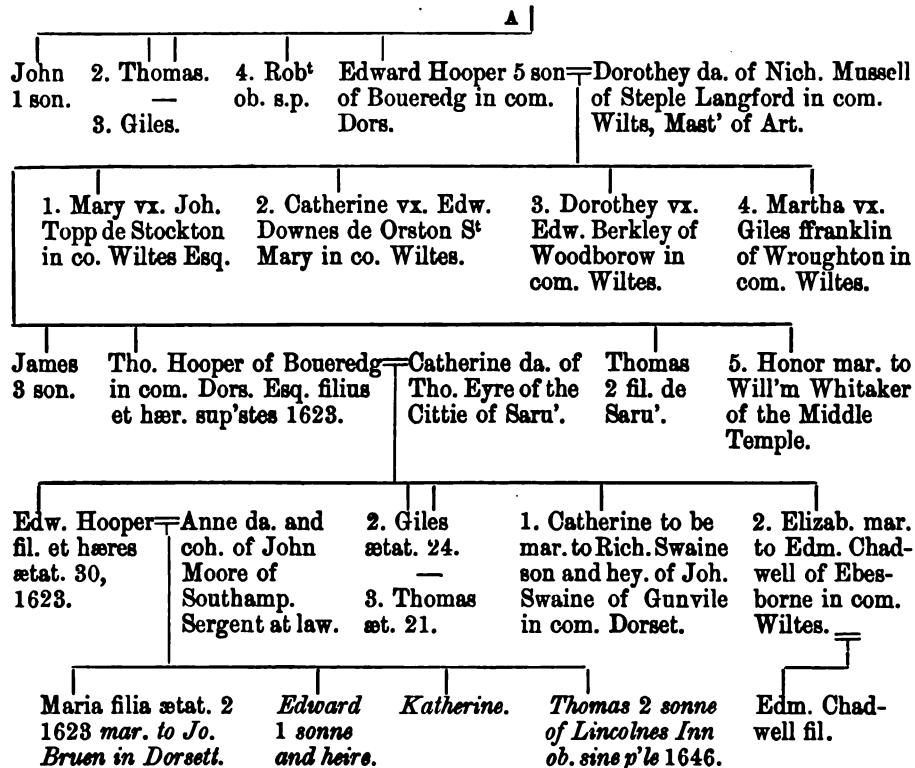 A
John
1 son.
2. Thomas.
—
3. Giles.
4. Robᵗ
ob. s.p.
Edward Hooper 5 son
of Boueredg in com.
Dors.
Dorothey da. of Nich. Mussell
of Steple Langford in com.
Wilts, Mast' of Art.
1. Mary vx. Joh.
Topp de Stockton
in co. Wiltes Esq.
2. Catherine vx. Edw.
Downes de Orston Sᵗ
Mary in co. Wiltes.
3. Dorothey vx.
Edw. Berkley of
Woodborow in
com. Wiltes.
4. Martha vx.
Giles ffranklin
of Wroughton in
com. Wiltes.
James
3 son.
Tho. Hooper of Boueredg
in com. Dors. Esq. filius
et hær. sup'stes 1623.
Catherine da. of
Tho. Eyre of the
Cittie of Saru'.
Thomas
2 fil. de
Saru'.
5. Honor mar. to
Will'm Whitaker
of the Middle
Temple.
Edw. Hooper
fil. et hæres
ætat. 30,
1623.
Anne da. and
coh. of John
Moore of
Southamp.
Sergent at law.
2. Giles
ætat. 24.
—
3. Thomas
æt. 21.
1. Catherine to be
mar. to Rich. Swaine
son and hey. of Joh.
Swaine of Gunvile
in com. Dorset.
2. Elizab. mar.
to Edm. Chad-
well of Ebes-
borne in com.
Wiltes.
Maria filia ætat. 2
1623 mar. to Jo.
Bruen in Dorsett.
Edward
1 sonne
and heire.
Katherine.
Thomas 2 sonne
of Lincolnes Inn
ob. sine p'le 1646.
Edm. Chad-
well fil.